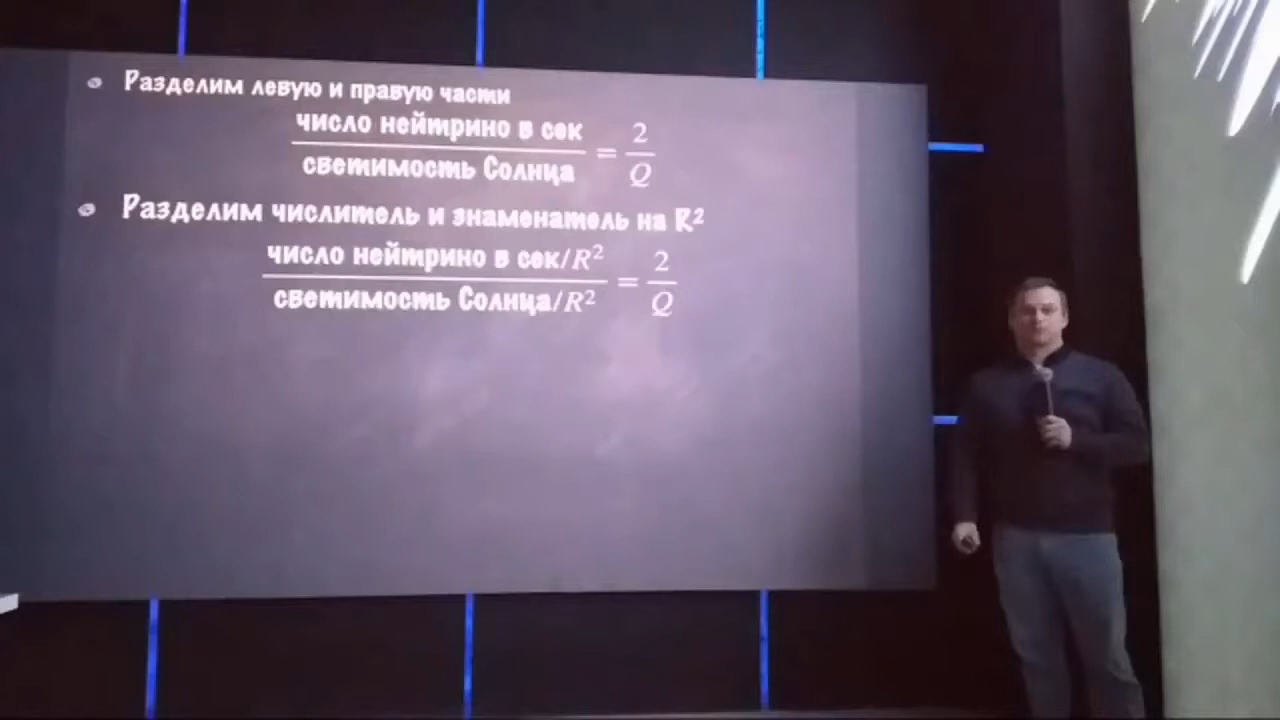 Разделим левую и правую части
число нейтрино в сек / светимость Солнца = 2 / Q
Разделим числитель и знаменатель на R²
число нейтрино в сек/R² / светимость Солнца/R² = 2 / Q